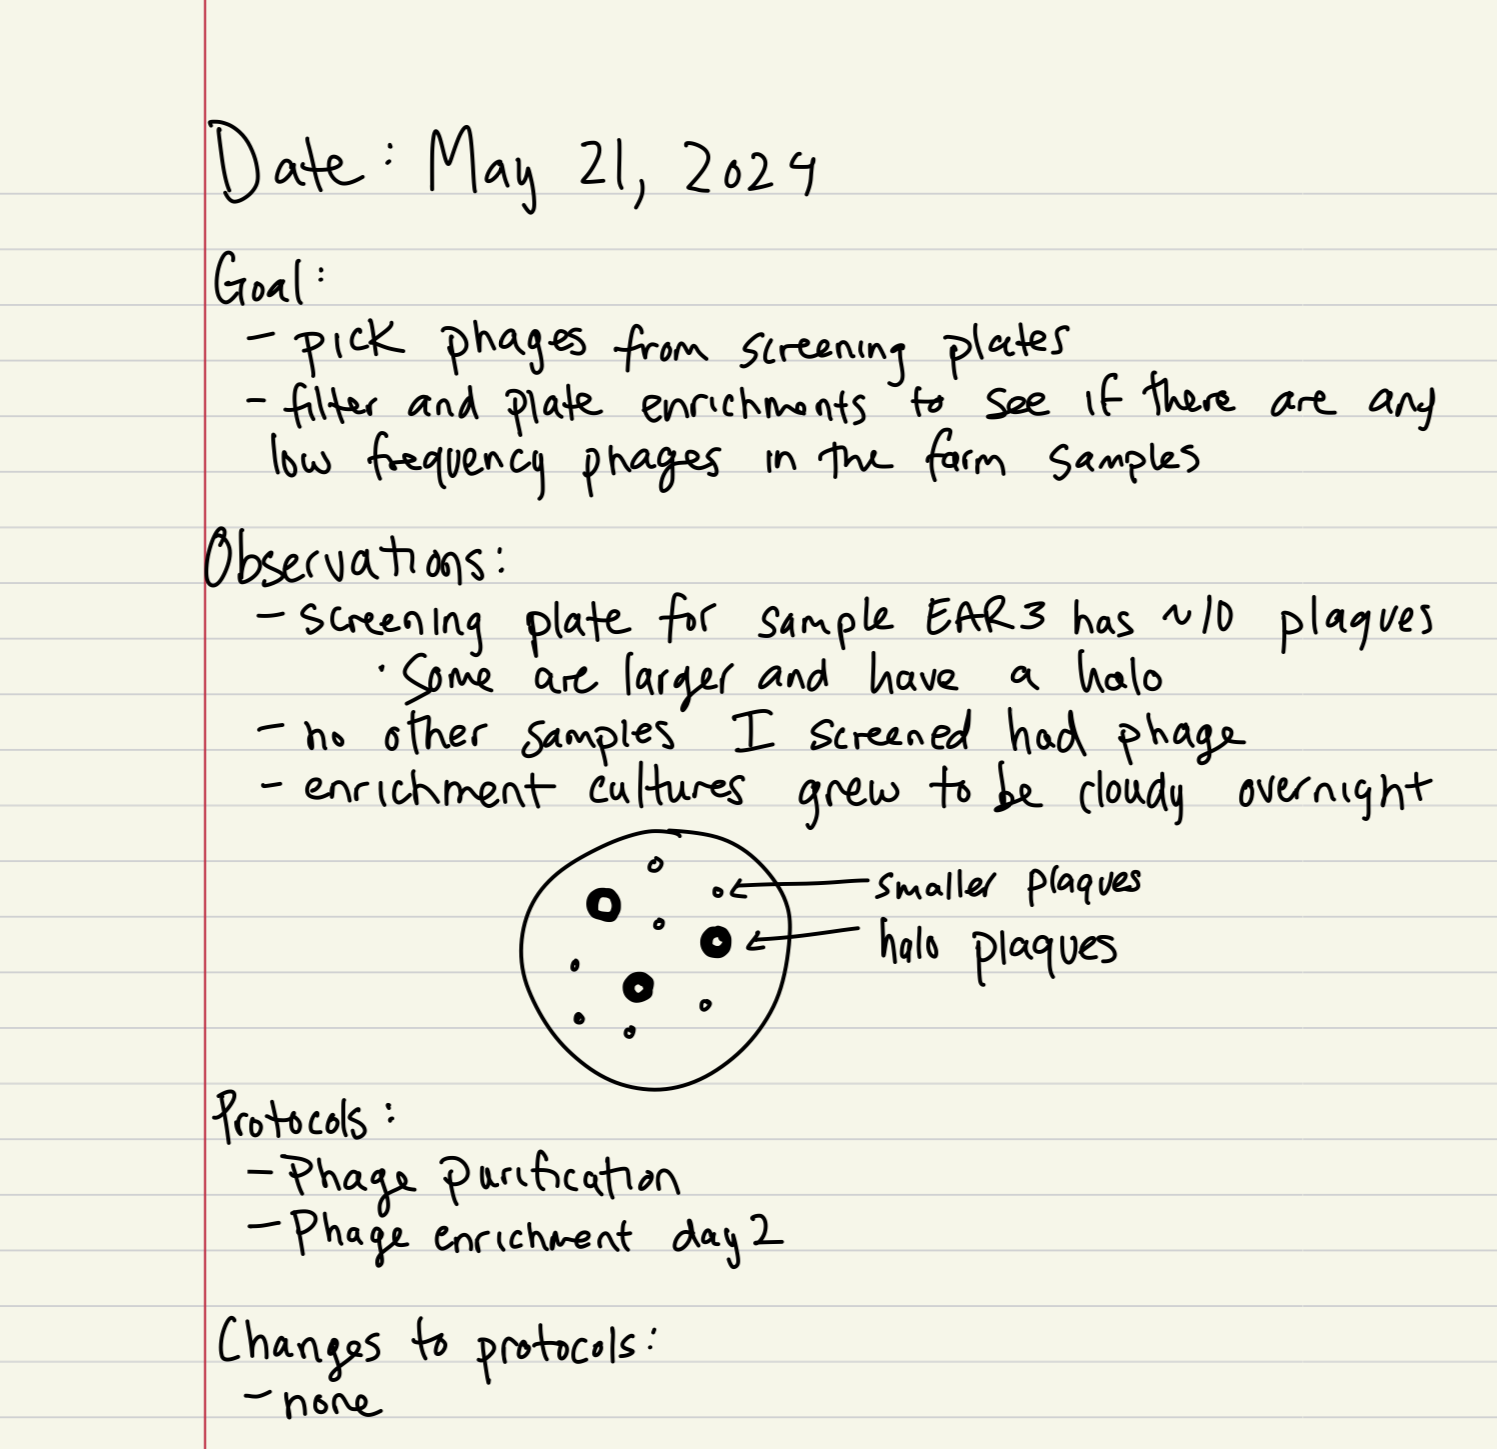 Date: May 21, 2024
Goal:
- pick phages from screening plates
- filter and plate enrichments to see if there are any
low frequency phages in the farm samples
Observations:
- screening plate for sample EAR3 has ~10 plaques
· Some are larger and have a halo
- no other samples I screened had phage
- enrichment cultures grew to be cloudy overnight
smaller plaques
halo plaques
Protocols:
- Phage purification
- Phage enrichment day 2
Changes to protocols:
- none